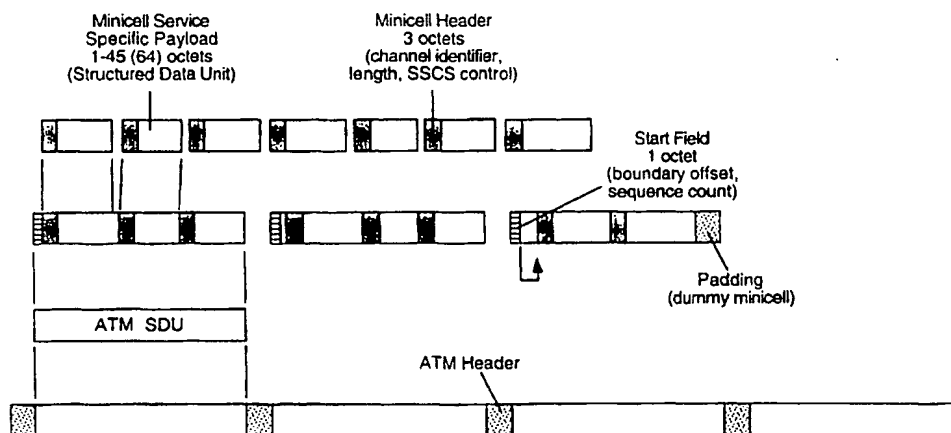 Minicell Service
Specific Payload
1-45 (64) octets
(Structured Data Unit)
Minicell Header
3 octets
(channel identifier,
length, SSCS control)
Start Field
1 octet
(boundary offset,
sequence count)
Padding
(dummy minicell)
ATM SDU
ATM Header